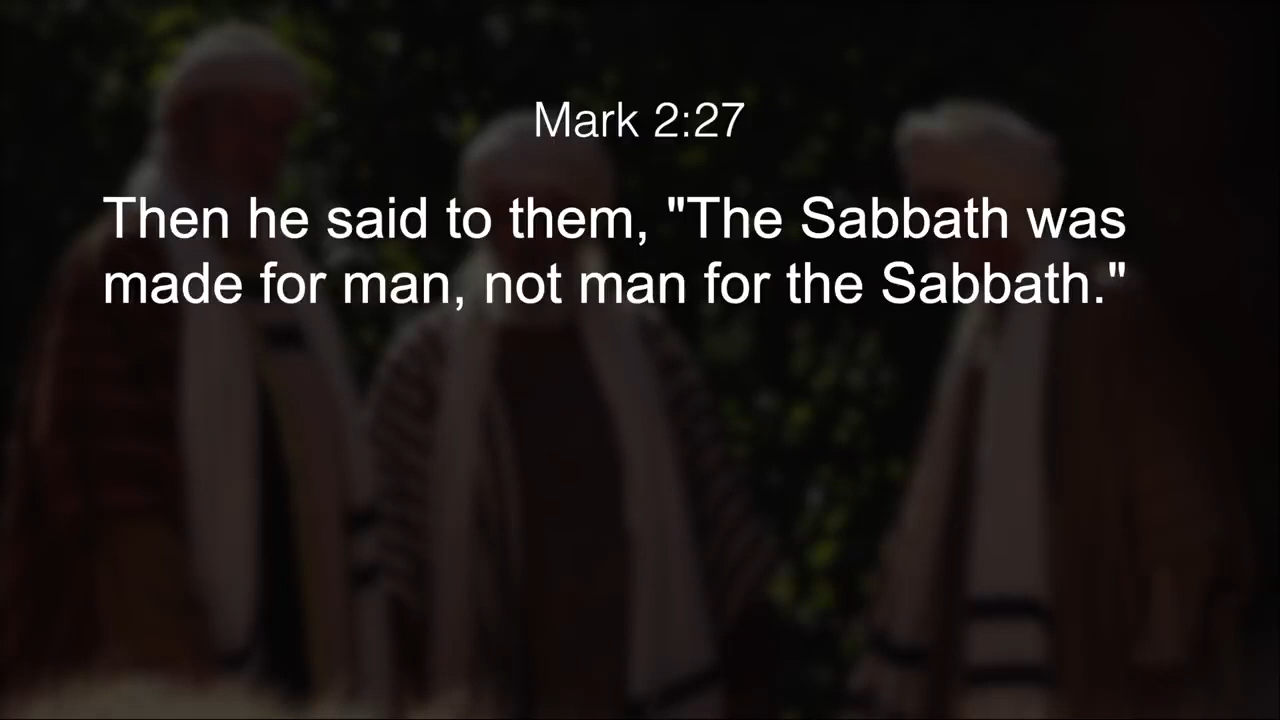 Mark 2:27
Then he said to them, "The Sabbath was
made for man, not man for the Sabbath."